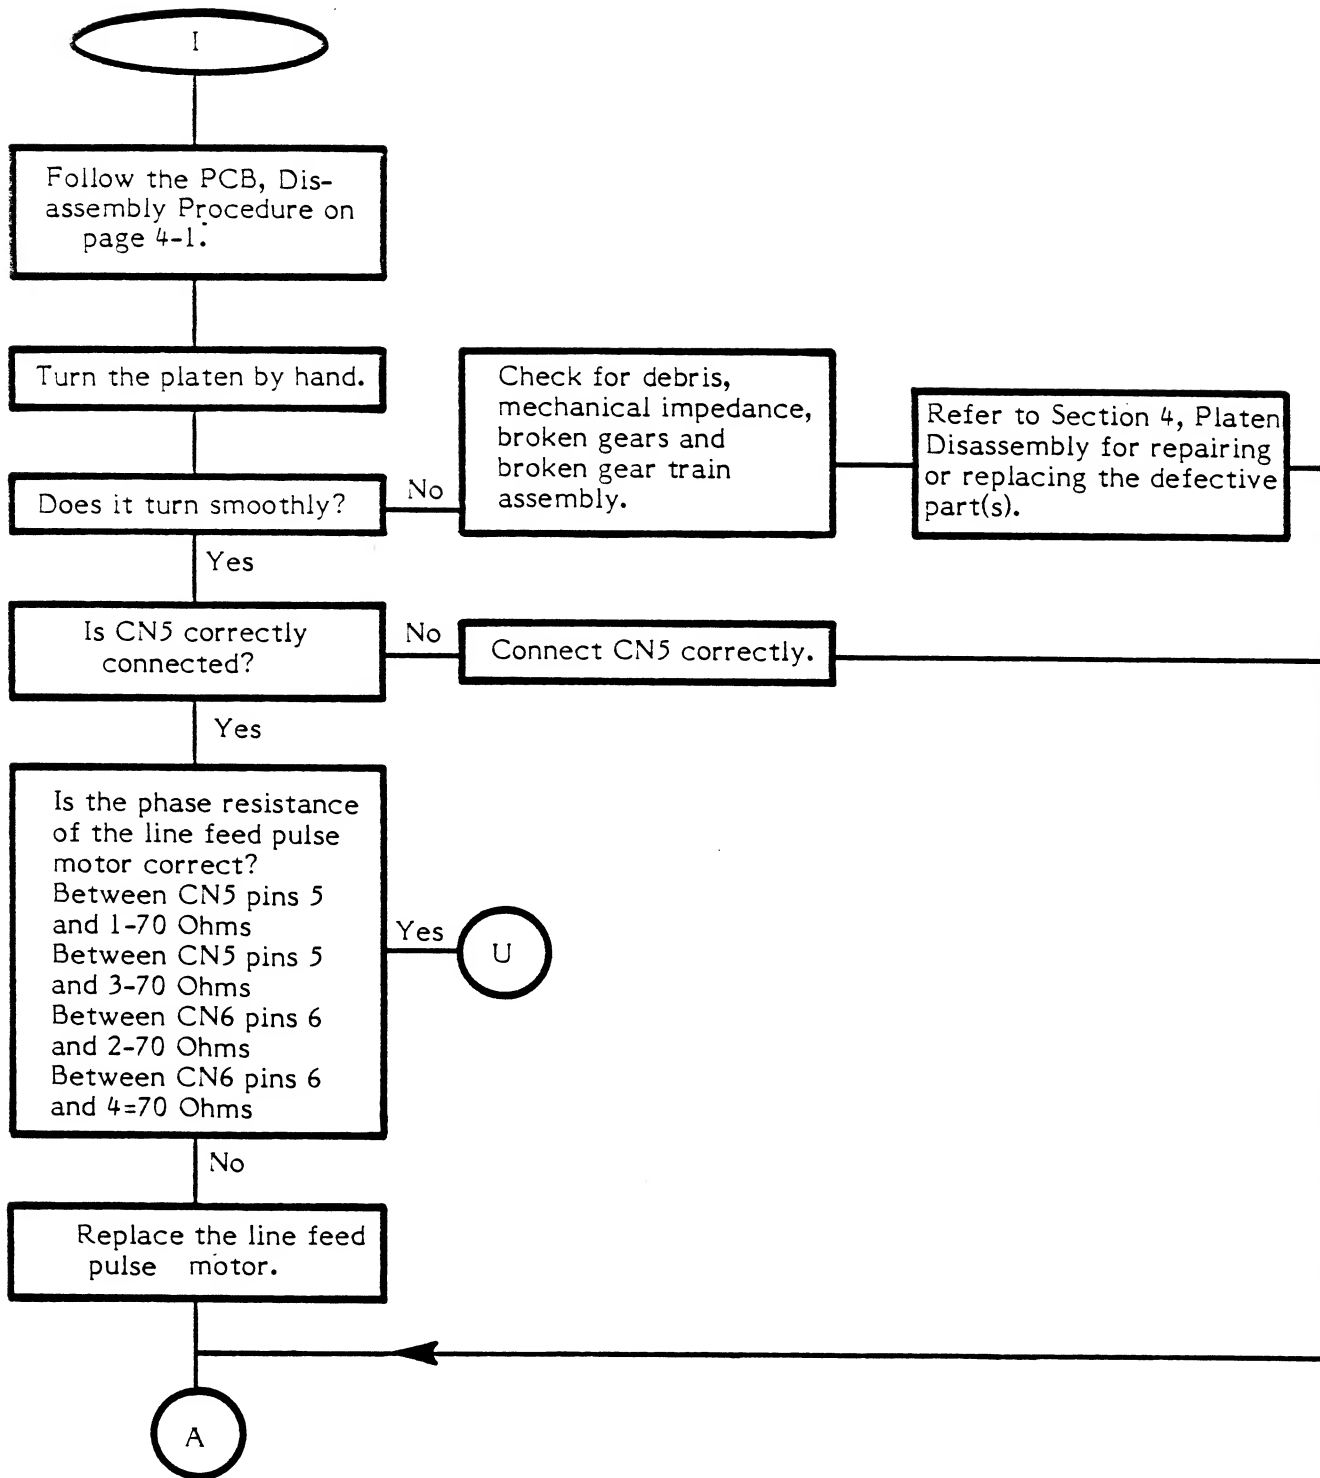 I
Follow the PCB, Dis-
assembly Procedure on
page 4-1.
Turn the platen by hand.
Does it turn smoothly?
No
Check for debris,
mechanical impedance,
broken gears and
broken gear train
assembly.
Refer to Section 4, Platen
Disassembly for repairing
or replacing the defective
part(s).
Yes
Is CN5 correctly
connected?
No
Connect CN5 correctly.
Yes
Is the phase resistance
of the line feed pulse
motor correct?
Between CN5 pins 5
and 1-70 Ohms
Between CN5 pins 5
and 3-70 Ohms
Between CN6 pins 6
and 2-70 Ohms
Between CN6 pins 6
and 4=70 Ohms
Yes
U
No
Replace the line feed
pulse motor.
A